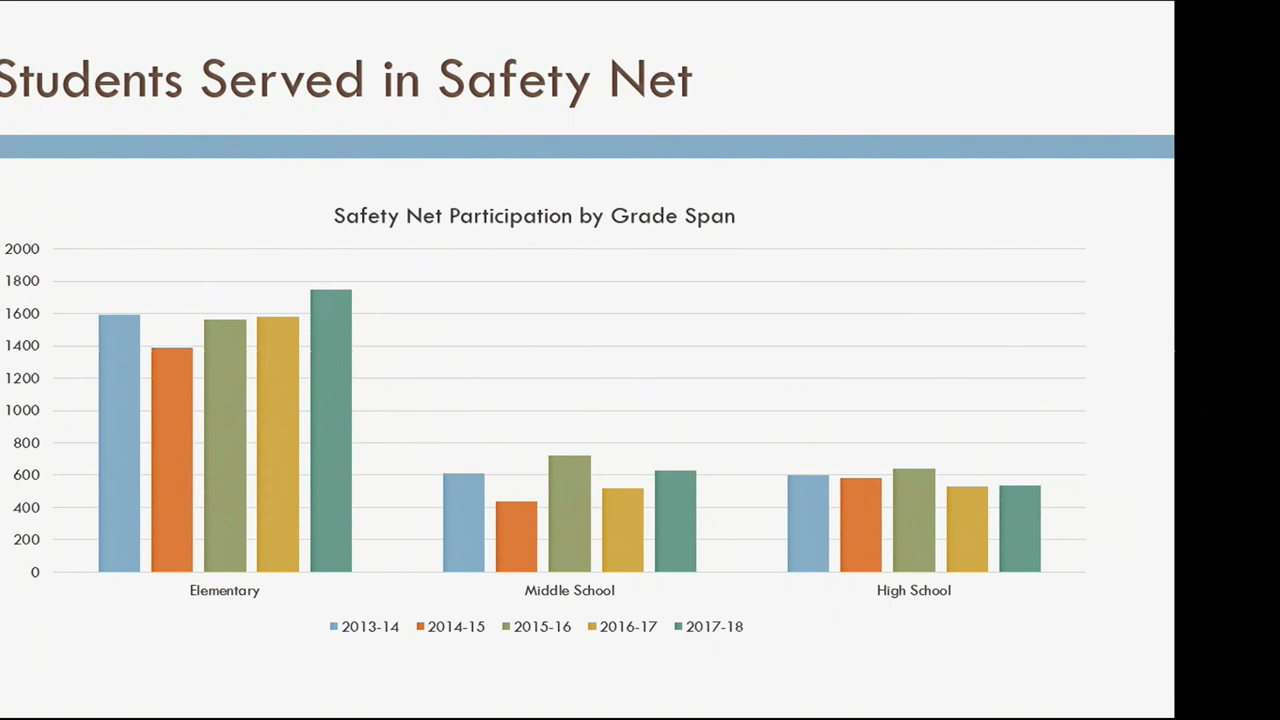 Students Served in Safety Net
Safety Net Participation by Grade Span
2000
1800
1600
1400
1200
1000
800
600
400
200
0
Elementary Middle School High School
2013-14 2014-15 2015-16 2016-17 2017-18